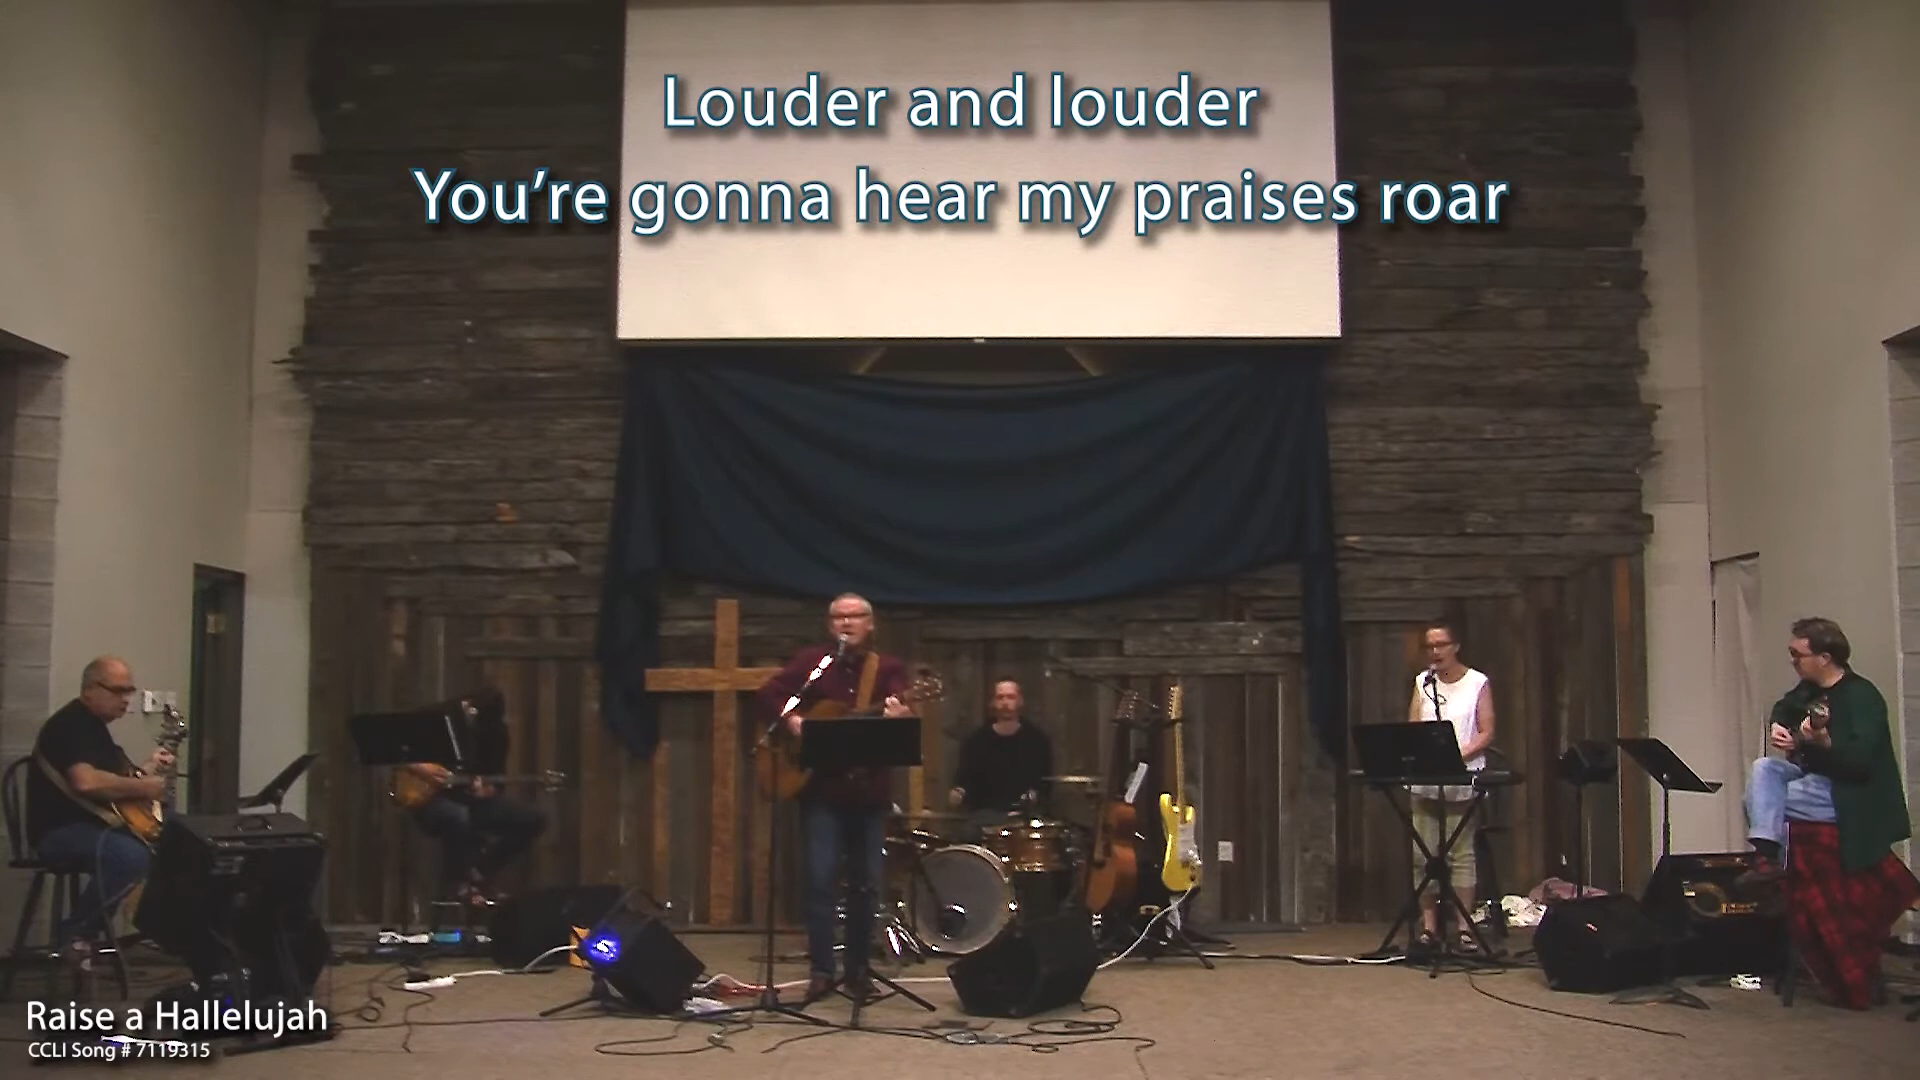 Louder and louder
You're gonna hear my praises roar
Raise a Hallelujah
CCLI Song # 7119315